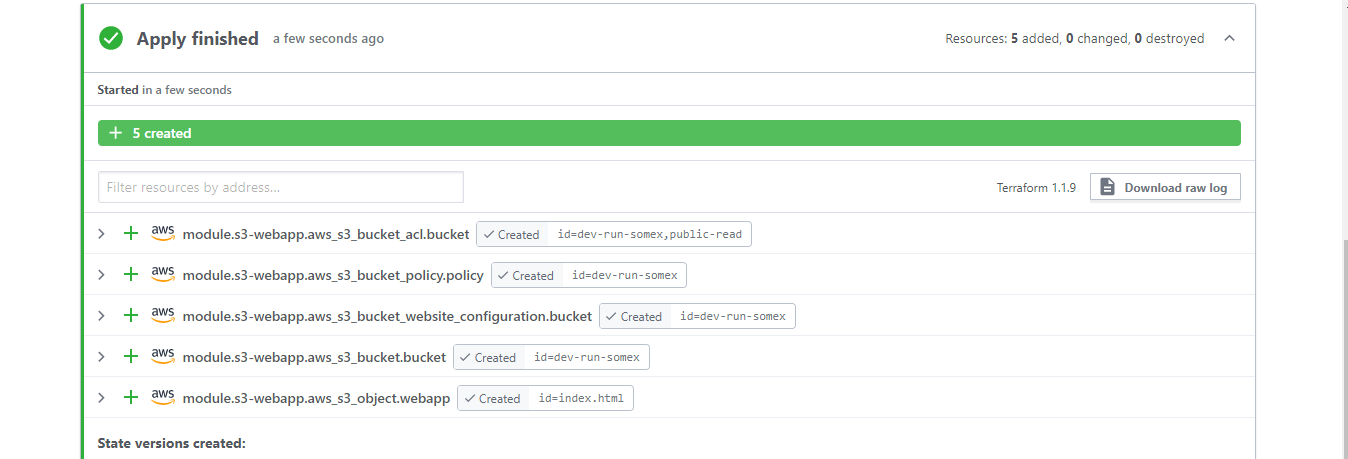 Apply finished a few seconds ago Resources: 5 added, 0 changed, 0 destroyed
Started in a few seconds
+ 5 created
Filter resources by address... Terraform 1.1.9 Download raw log
aws module.s3-webapp.aws_s3_bucket_acl.bucket Created id=dev-run-somex,public-read
aws module.s3-webapp.aws_s3_bucket_policy.policy Created id=dev-run-somex
aws module.s3-webapp.aws_s3_bucket_website_configuration.bucket Created id=dev-run-somex
aws module.s3-webapp.aws_s3_bucket.bucket Created id=dev-run-somex
aws module.s3-webapp.aws_s3_object.webapp Created id=index.html
State versions created: